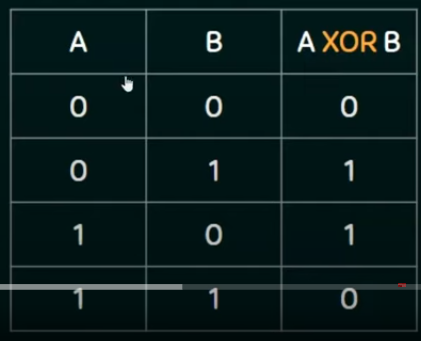 A B A XOR B
0 0 0
0 1 1
1 0 1
1 1 0